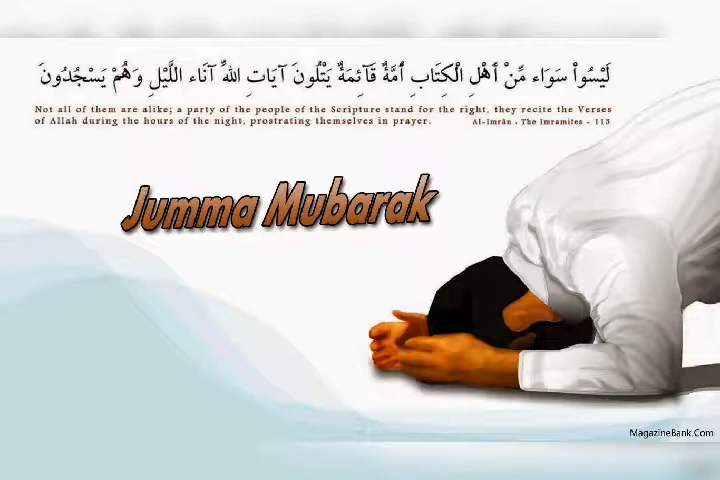 لَيْسُواْ سَوَاء مِّنْ أَهْلِ الْكِتَابِ أُمَّةٌ قَآئِمَةٌ يَتْلُونَ آيَاتِ اللّهِ آنَاء اللَّيْلِ وَهُمْ يَسْجُدُونَ
Not all of them are alike; a party of the people of the Scripture stand for the right, they recite the Verses
of Allah during the hours of the night, prostrating themselves in prayer. Al-Imrân . The Imramites - 113
Jumma Mubarak
MagazineBank.Com